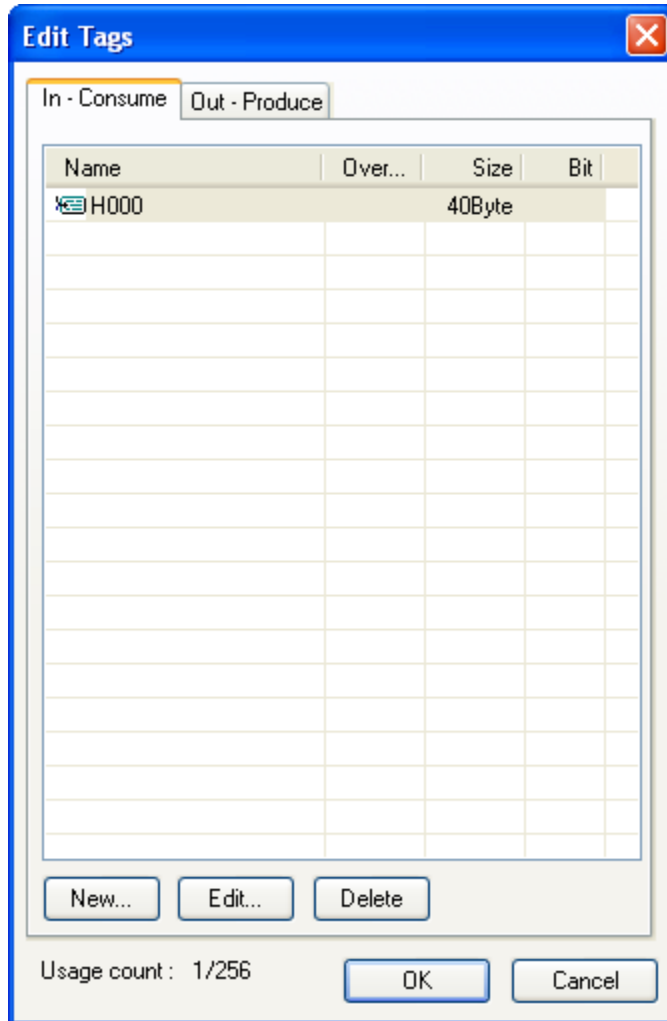 Edit Tags
In - Consume Out - Produce
Name Over... Size Bit
H000 40Byte
New... Edit... Delete
Usage count : 1/256 OK Cancel